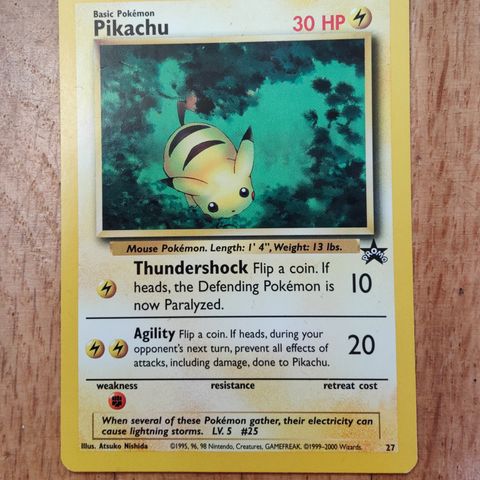 Basic Pokémon
Pikachu 30 HP
Mouse Pokémon. Length: 1' 4", Weight: 13 lbs.
PROMO
Thundershock Flip a coin. If
heads, the Defending Pokémon is
now Paralyzed.
10
Agility Flip a coin. If heads, during your
opponent's next turn, prevent all effects of
attacks, including damage, done to Pikachu.
20
weakness resistance retreat cost
When several of these Pokémon gather, their electricity can
cause lightning storms. LV. 5 #25
Illus. Atsuko Nishida ©1995, 96, 98 Nintendo, Creatures, GAMEFREAK. ©1999-2000 Wizards. 27